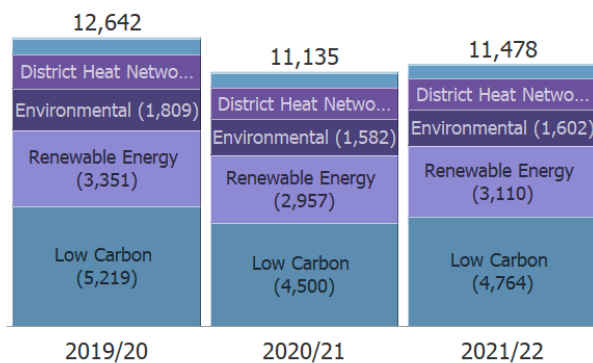 12,642
11,135
11,478
District Heat Netwo...
Environmental (1,809)
Renewable Energy
(3,351)
Low Carbon
(5,219)
District Heat Netwo...
Environmental (1,582)
Renewable Energy
(2,957)
Low Carbon
(4,500)
District Heat Netwo...
Environmental (1,602)
Renewable Energy
(3,110)
Low Carbon
(4,764)
2019/20
2020/21
2021/22